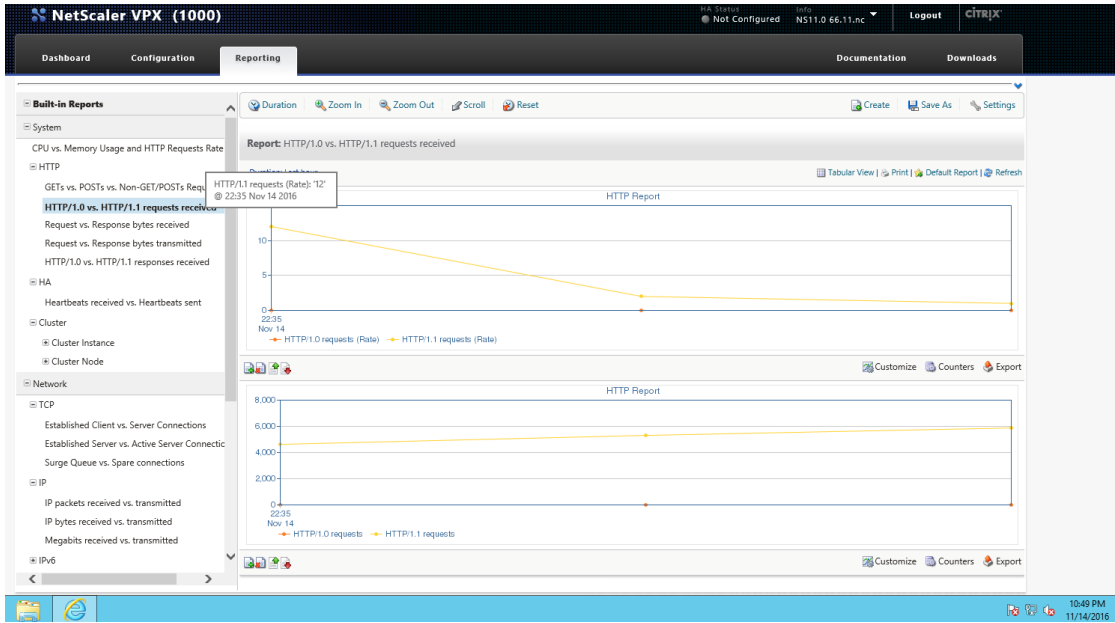 NetScaler VPX (1000)
HA Status
Not Configured
Info
NS11.0 66.11.nc
Logout
CİTRIX
Dashboard
Configuration
Reporting
Documentation
Downloads
Built-in Reports
System
CPU vs. Memory Usage and HTTP Requests Rate
HTTP
GETs vs. POSTs vs. Non-GET/POSTs Requ
HTTP/1.0 vs. HTTP/1.1 requests received
Request vs. Response bytes received
Request vs. Response bytes transmitted
HTTP/1.0 vs. HTTP/1.1 responses received
HA
Heartbeats received vs. Heartbeats sent
Cluster
Cluster Instance
Cluster Node
Network
TCP
Established Client vs. Server Connections
Established Server vs. Active Server Connectic
Surge Queue vs. Spare connections
IP
IP packets received vs. transmitted
IP bytes received vs. transmitted
Megabits received vs. transmitted
IPv6
Duration
Zoom In
Zoom Out
Scroll
Reset
Create
Save As
Settings
Report: HTTP/1.0 vs. HTTP/1.1 requests received
HTTP/1.1 requests (Rate): '12'
@ 22:35 Nov 14 2016
Tabular View | Print | Default Report | Refresh
HTTP Report
10
5
0
22:35
Nov 14
HTTP/1.0 requests (Rate) HTTP/1.1 requests (Rate)
Customize
Counters
Export
HTTP Report
8,000
6,000
4,000
2,000
0
22:35
Nov 14
HTTP/1.0 requests HTTP/1.1 requests
Customize
Counters
Export
10:49 PM
11/14/2016